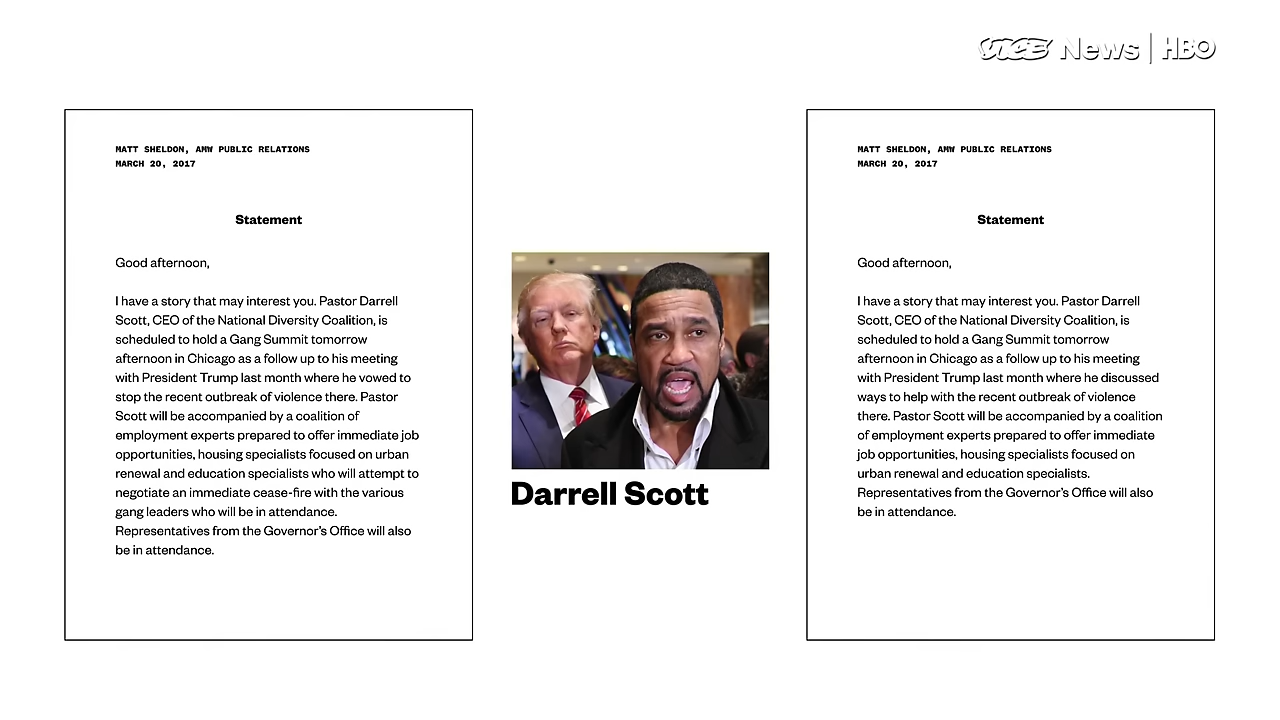 VICE News | HBO
MATT SHELDON, AMW PUBLIC RELATIONS
MARCH 20, 2017
Statement
Good afternoon,
I have a story that may interest you. Pastor Darrell
Scott, CEO of the National Diversity Coalition, is
scheduled to hold a Gang Summit tomorrow
afternoon in Chicago as a follow up to his meeting
with President Trump last month where he vowed to
stop the recent outbreak of violence there. Pastor
Scott will be accompanied by a coalition of
employment experts prepared to offer immediate job
opportunities, housing specialists focused on urban
renewal and education specialists who will attempt to
negotiate an immediate cease-fire with the various
gang leaders who will be in attendance.
Representatives from the Governor's Office will also
be in attendance.
Darrell Scott
MATT SHELDON, AMW PUBLIC RELATIONS
MARCH 20, 2017
Statement
Good afternoon,
I have a story that may interest you. Pastor Darrell
Scott, CEO of the National Diversity Coalition, is
scheduled to hold a Gang Summit tomorrow
afternoon in Chicago as a follow up to his meeting
with President Trump last month where he discussed
ways to help with the recent outbreak of violence
there. Pastor Scott will be accompanied by a coalition
of employment experts prepared to offer immediate
job opportunities, housing specialists focused on
urban renewal and education specialists.
Representatives from the Governor's Office will also
be in attendance.